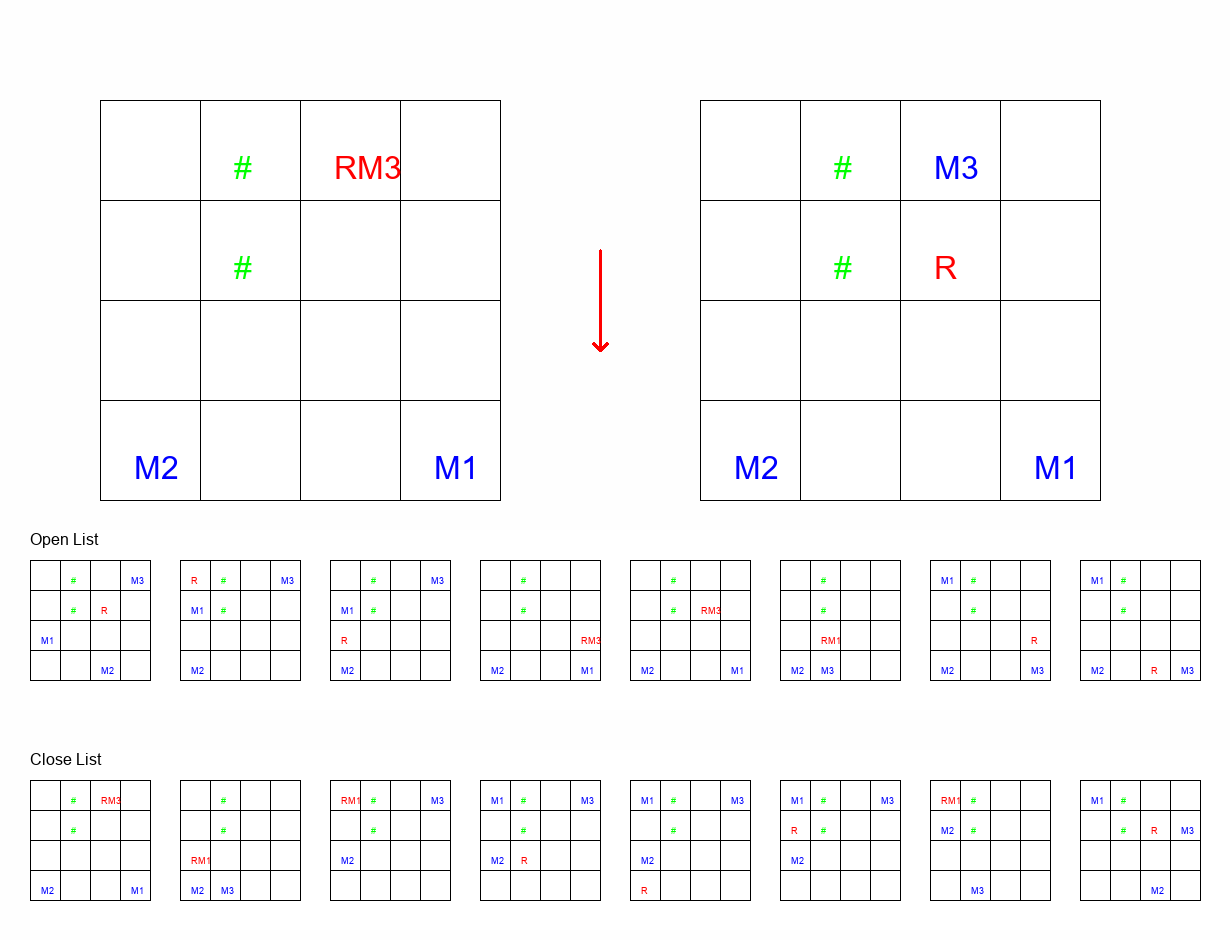 # RM3 # M3
# # R
M2 M1 M2 M1
Open List
# M3 R # M3 # M3 # # # M1 # M1 #
# R M1 # M1 # # # RM3 # # #
M1 R RM3 RM1 R
M2 M2 M2 M2 M1 M2 M1 M2 M3 M2 M3 M2 R M3
Close List
# RM3 # RM1 # M3 M1 # M3 M1 # M3 M1 # M3 RM1 # M1 #
# # # # # R # M2 # # R M3
RM1 M2 M2 R M2 M2
M2 M1 M2 M3 R M3 M2